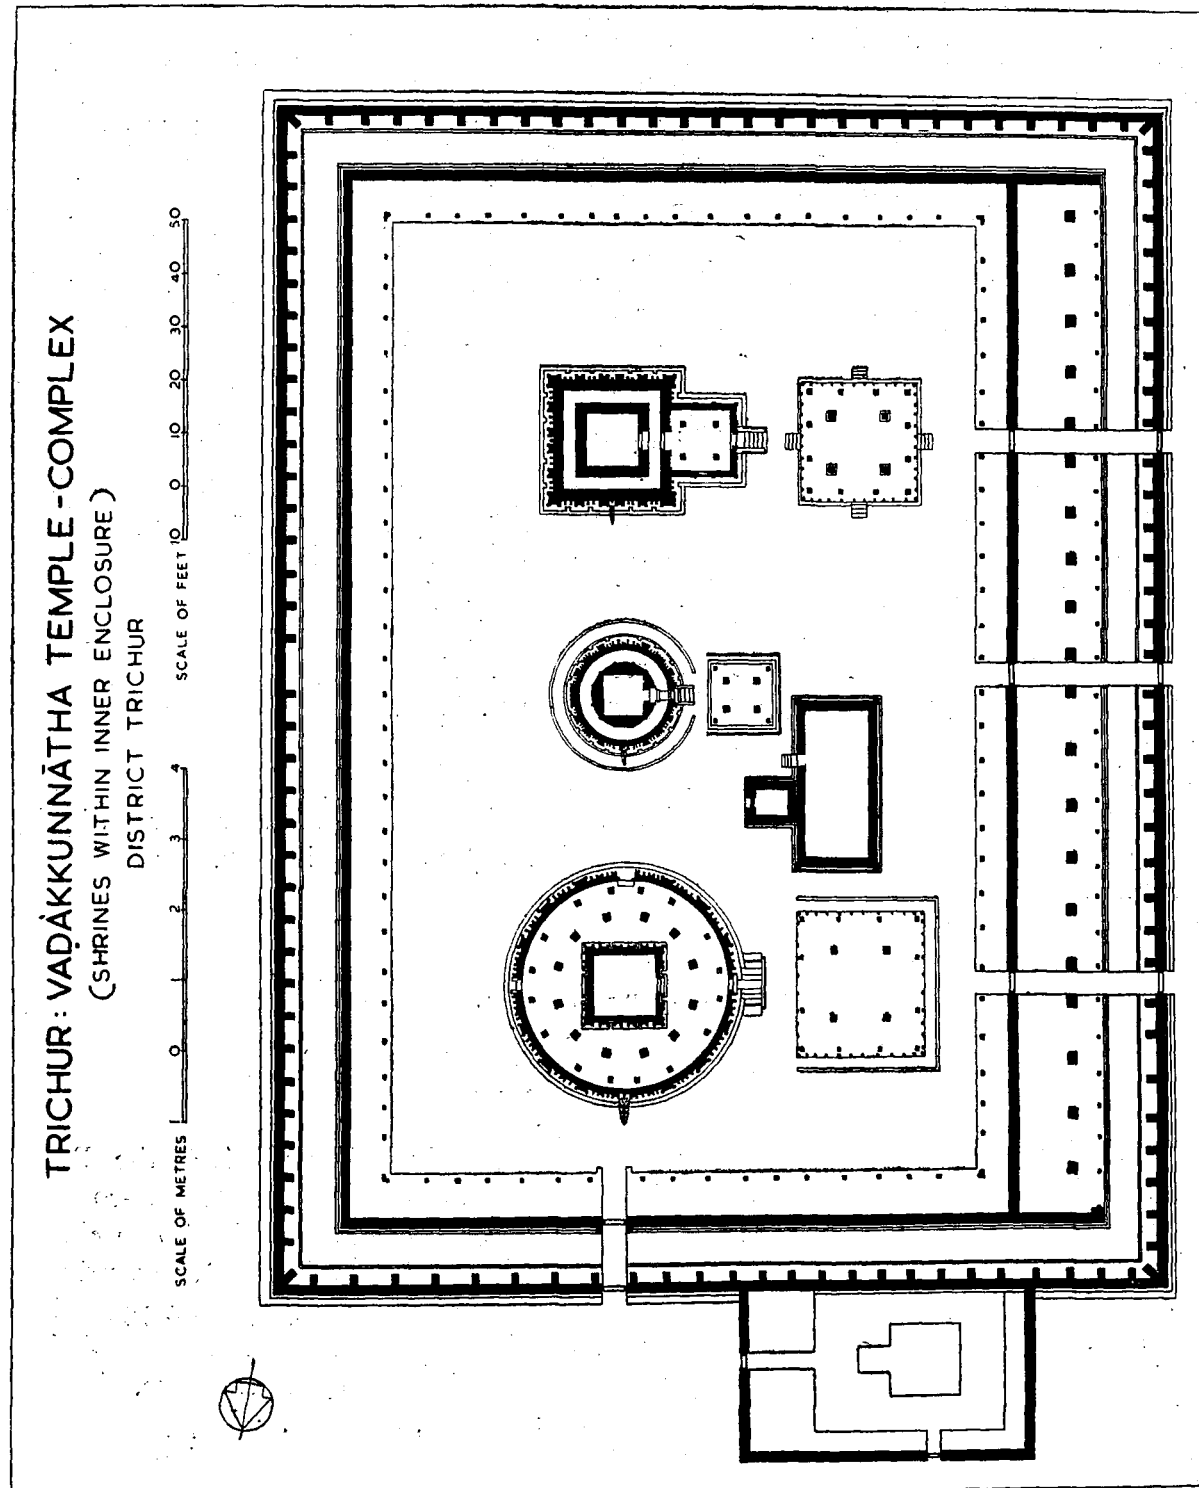 TRICHUR: VAḌAKKUNNĀTHA TEMPLE-COMPLEX
(SHRINES WITHIN INNER ENCLOSURE)
DISTRICT TRICHUR
SCALE OF METRES 1 0 1 2 3 4
SCALE OF FEET 10 0 10 20 30 40 50